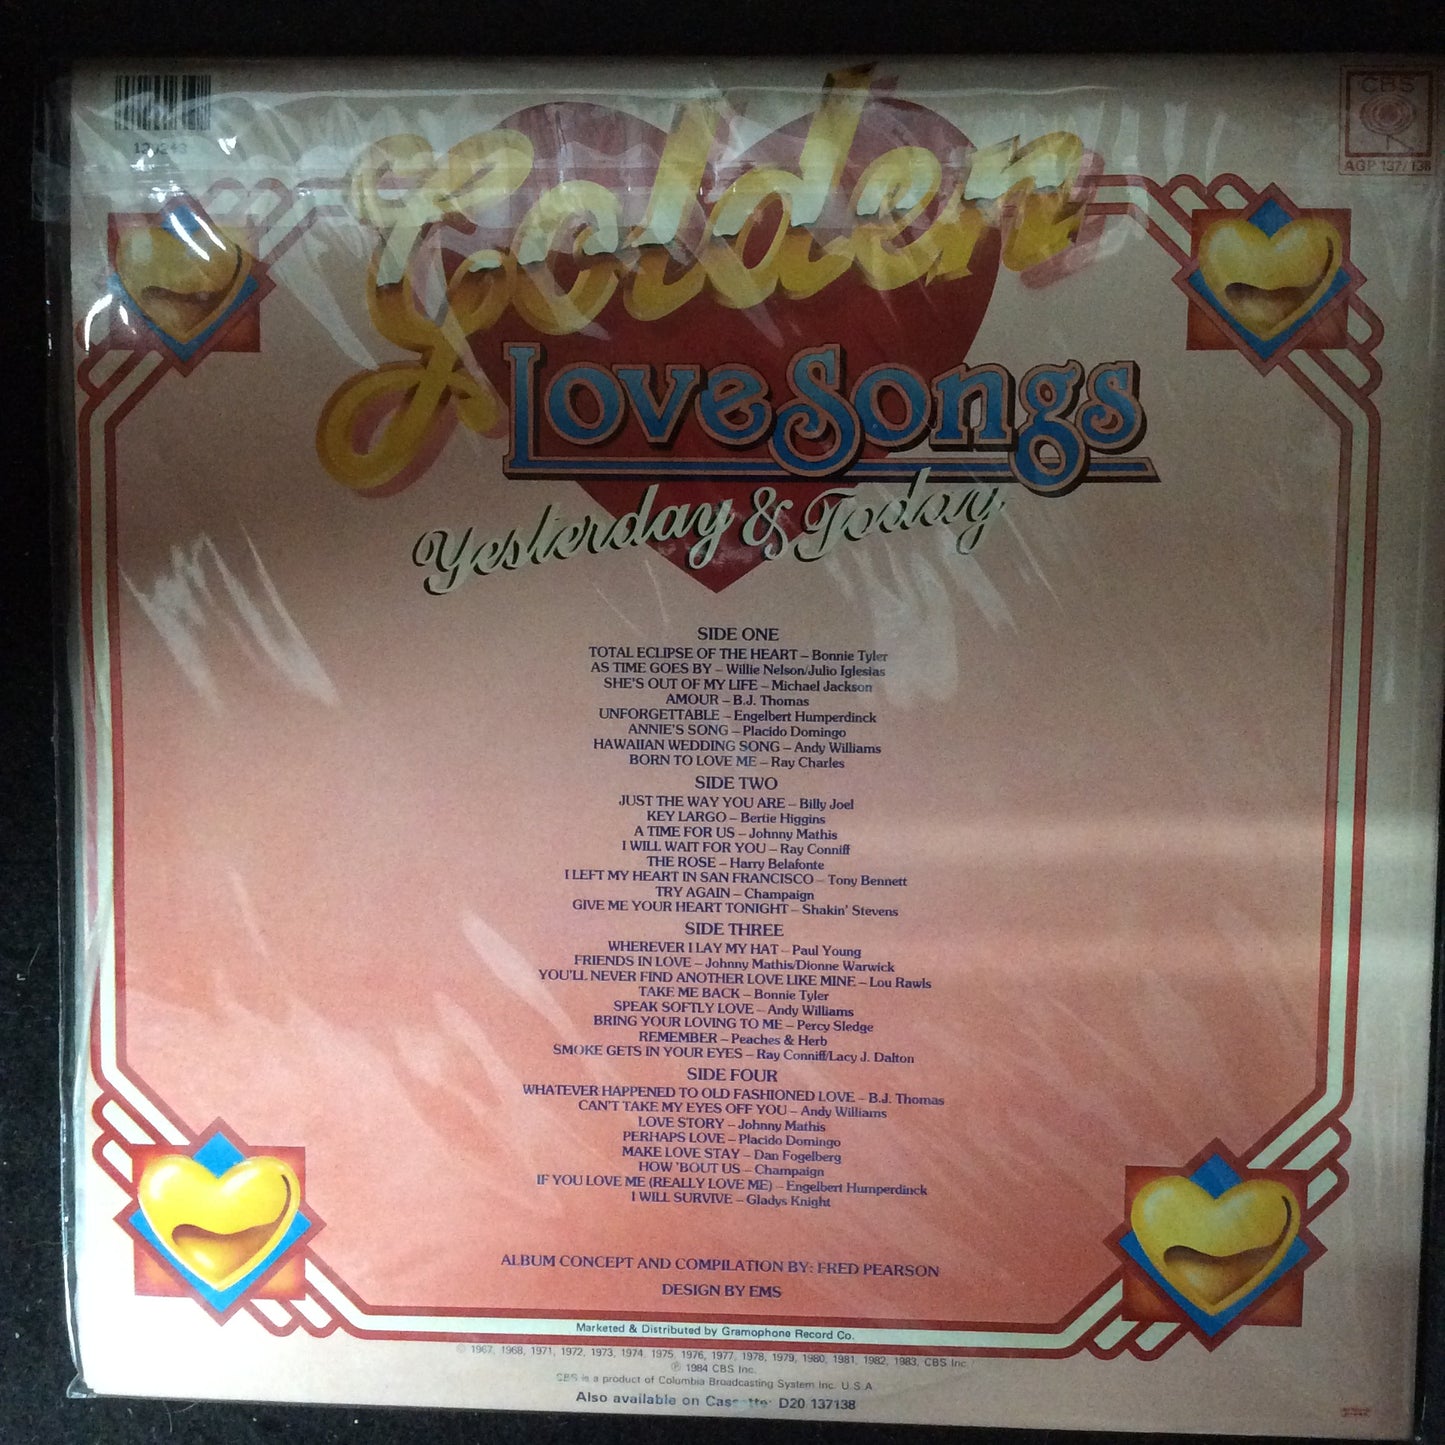 CBS
AGP 137/138
Golden
Love Songs
Yesterday & Today
SIDE ONE
TOTAL ECLIPSE OF THE HEART – Bonnie Tyler
AS TIME GOES BY – Willie Nelson/Julio Iglesias
SHE'S OUT OF MY LIFE – Michael Jackson
AMOUR – B.J. Thomas
UNFORGETTABLE – Engelbert Humperdinck
ANNIE'S SONG – Placido Domingo
HAWAIIAN WEDDING SONG – Andy Williams
BORN TO LOVE ME – Ray Charles
SIDE TWO
JUST THE WAY YOU ARE – Billy Joel
KEY LARGO – Bertie Higgins
A TIME FOR US – Johnny Mathis
I WILL WAIT FOR YOU – Ray Conniff
THE ROSE – Harry Belafonte
I LEFT MY HEART IN SAN FRANCISCO – Tony Bennett
TRY AGAIN – Champaign
GIVE ME YOUR HEART TONIGHT – Shakin' Stevens
SIDE THREE
WHEREVER I LAY MY HAT – Paul Young
FRIENDS IN LOVE – Johnny Mathis/Dionne Warwick
YOU'LL NEVER FIND ANOTHER LOVE LIKE MINE – Lou Rawls
TAKE ME BACK – Bonnie Tyler
SPEAK SOFTLY LOVE – Andy Williams
BRING YOUR LOVING TO ME – Percy Sledge
REMEMBER – Peaches & Herb
SMOKE GETS IN YOUR EYES – Ray Conniff/Lacy J. Dalton
SIDE FOUR
WHATEVER HAPPENED TO OLD FASHIONED LOVE – B.J. Thomas
CAN'T TAKE MY EYES OFF YOU – Andy Williams
LOVE STORY – Johnny Mathis
PERHAPS LOVE – Placido Domingo
MAKE LOVE STAY – Dan Fogelberg
HOW 'BOUT US – Champaign
IF YOU LOVE ME (REALLY LOVE ME) – Engelbert Humperdinck
I WILL SURVIVE – Gladys Knight
ALBUM CONCEPT AND COMPILATION BY: FRED PEARSON
DESIGN BY EMS
Marketed & Distributed by Gramophone Record Co.
© 1967, 1968, 1971, 1972, 1973, 1974, 1975, 1976, 1977, 1978, 1979, 1980, 1981, 1982, 1983, CBS Inc.
℗ 1984 CBS Inc.
CBS is a product of Columbia Broadcasting System Inc. U.S.A
Also available on Cassette: D20 137138